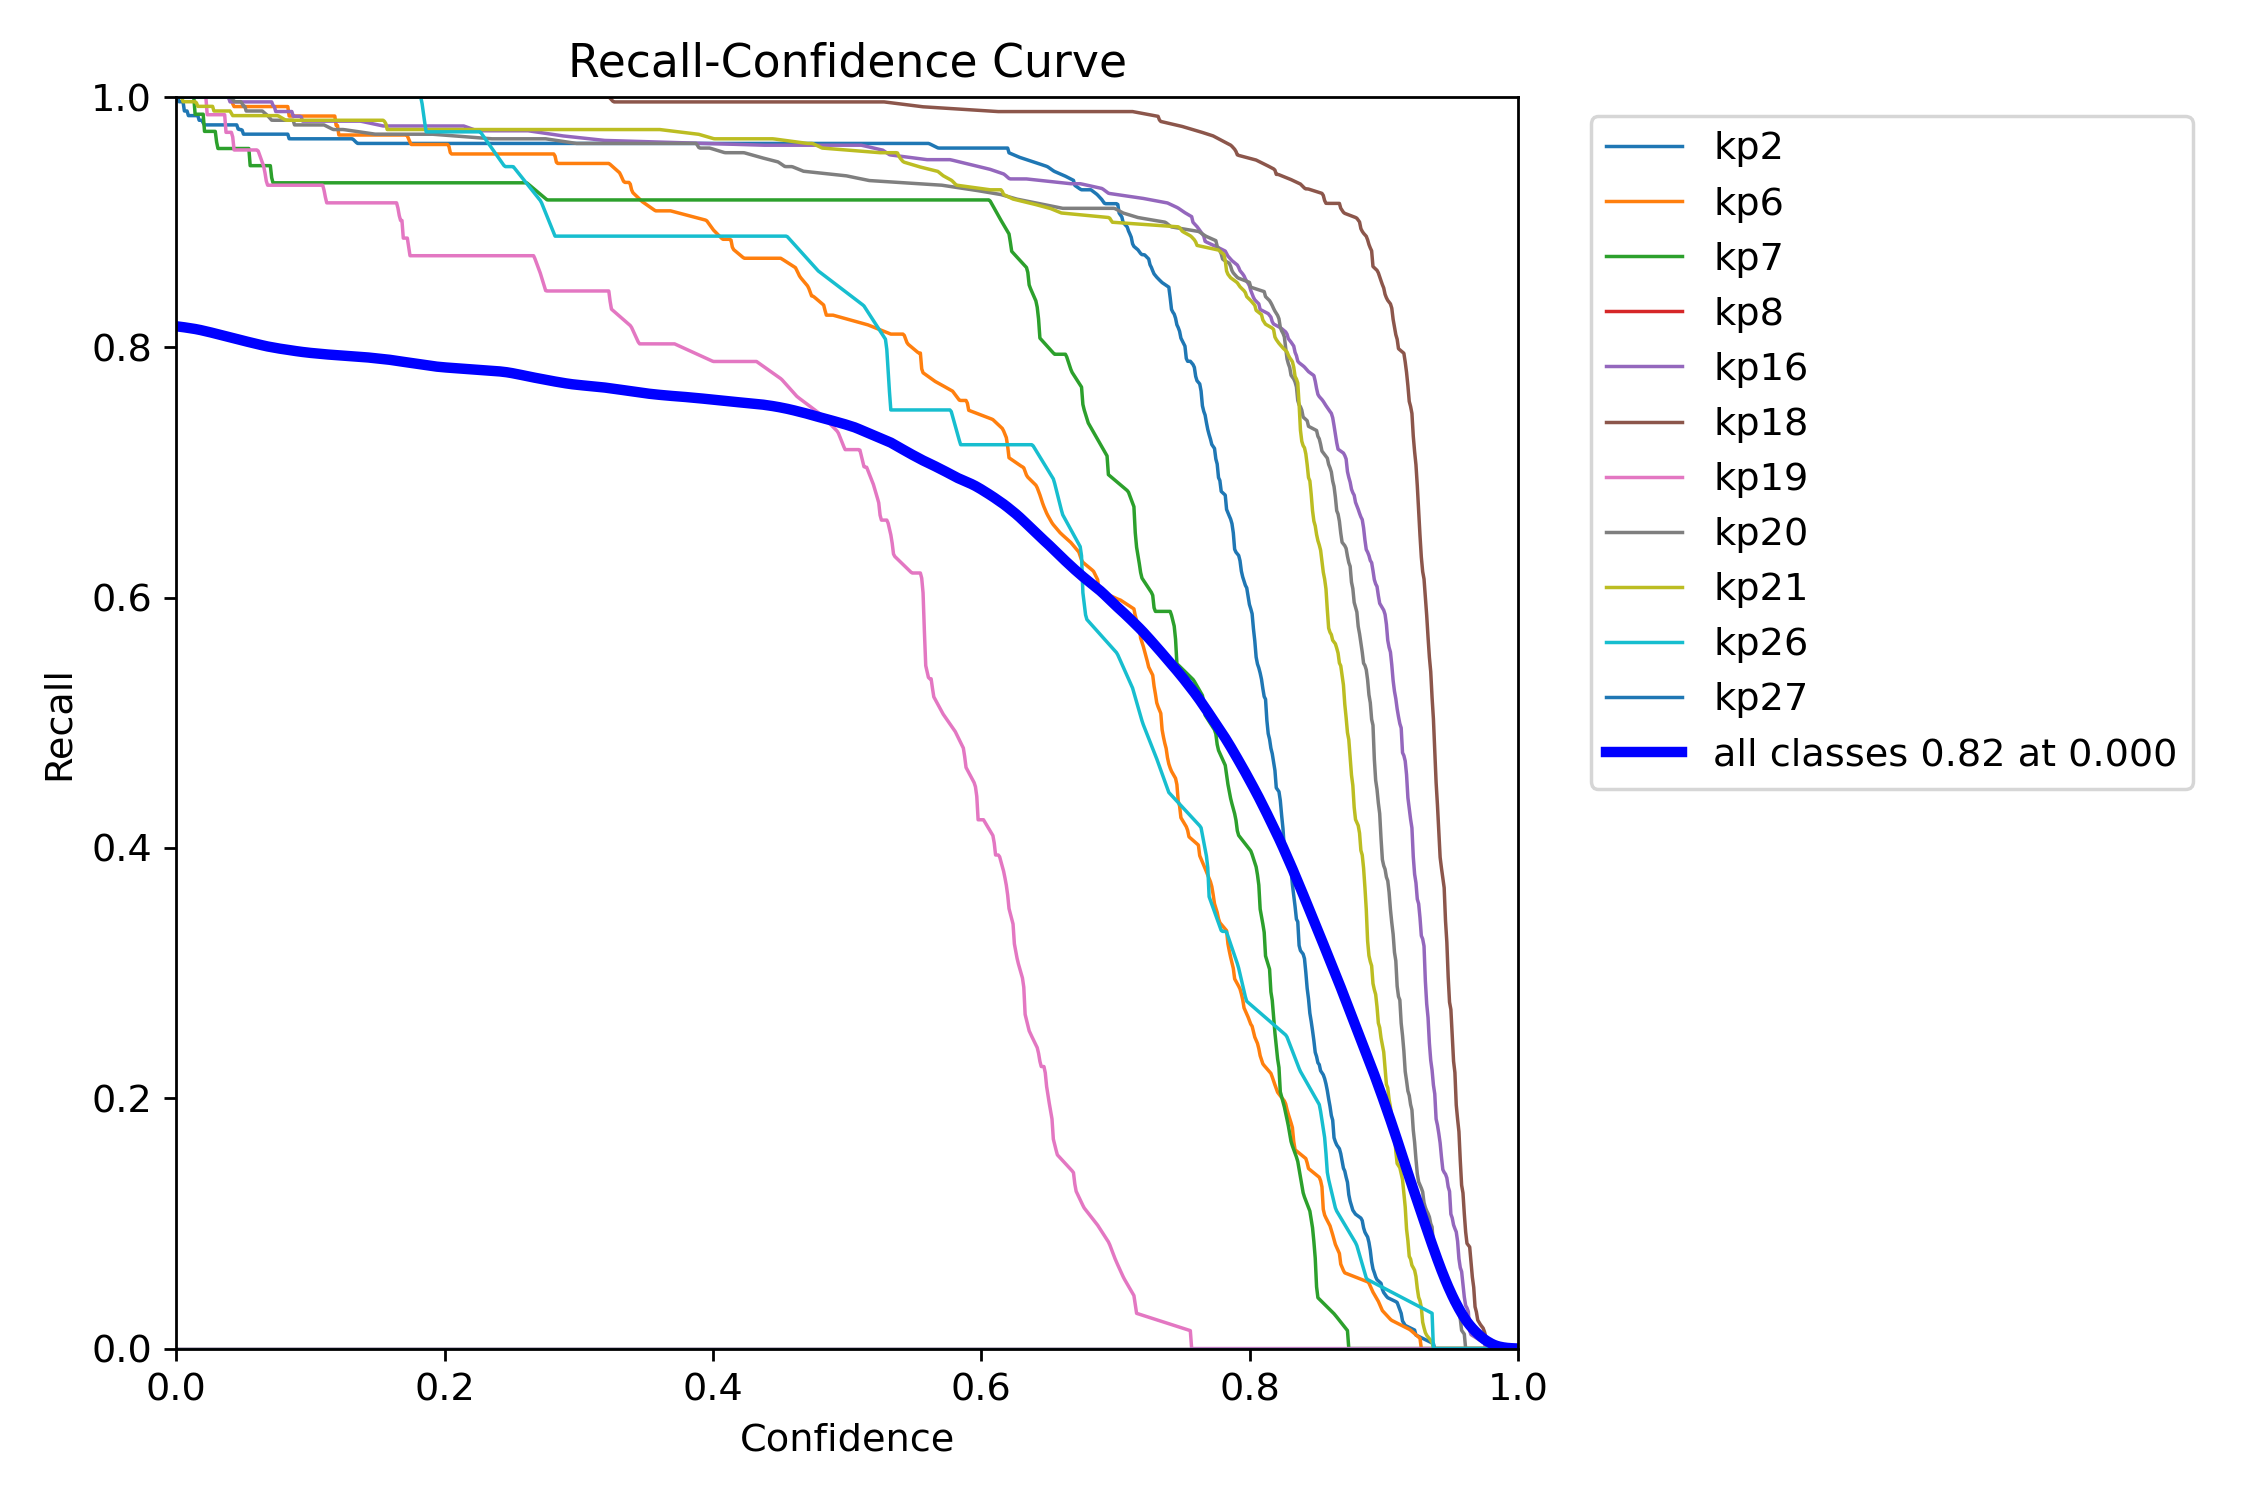 Recall-Confidence Curve
1.0
0.8
0.6
0.4
0.2
0.0
Recall
0.0 0.2 0.4 0.6 0.8 1.0
Confidence
kp2
kp6
kp7
kp8
kp16
kp18
kp19
kp20
kp21
kp26
kp27
all classes 0.82 at 0.000